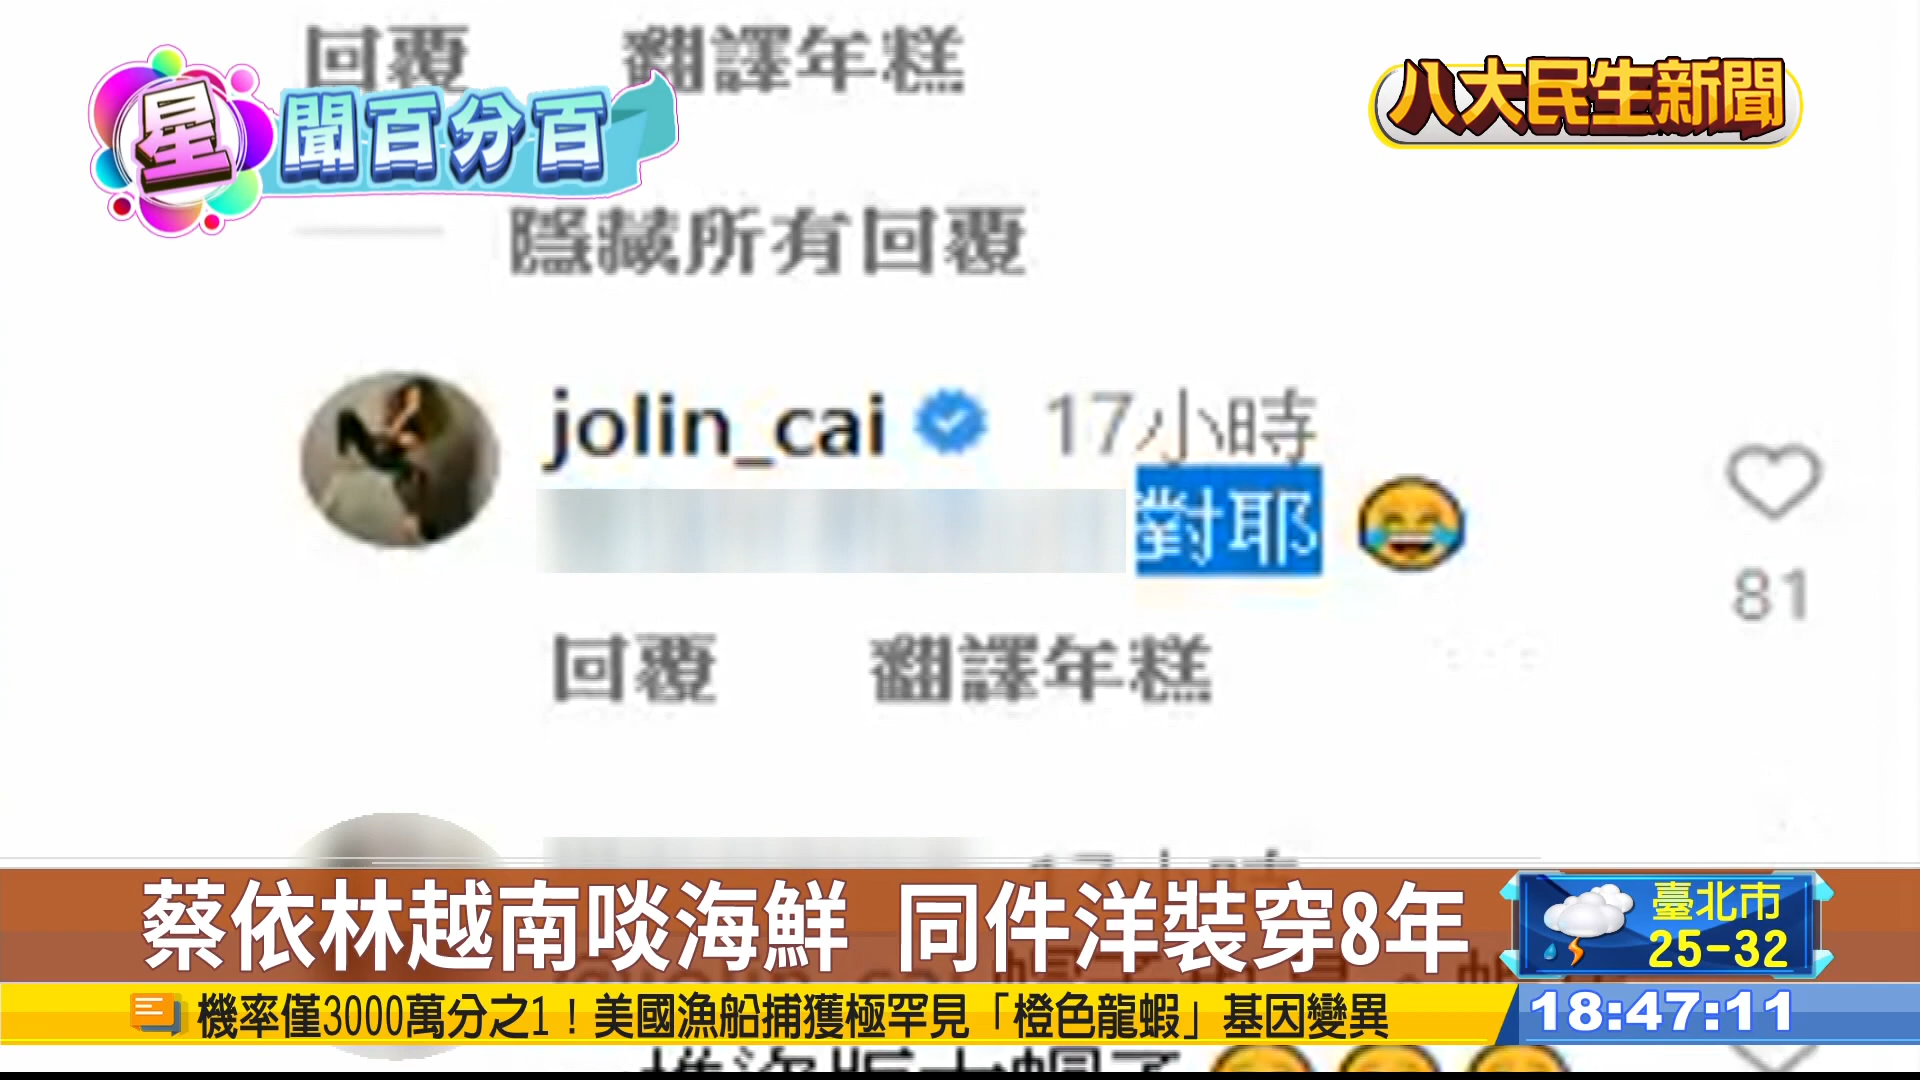 回覆 翻譯年糕
星聞百分百
八大民生新聞
隱藏所有回覆
jolin_cai 17小時
對耶 😂
81
回覆 翻譯年糕
17小時
蔡依林越南啖海鮮 同件洋裝穿8年
臺北市
25-32
機率僅3000萬分之1！美國漁船捕獲極罕見「橙色龍蝦」基因變異
18:47:11